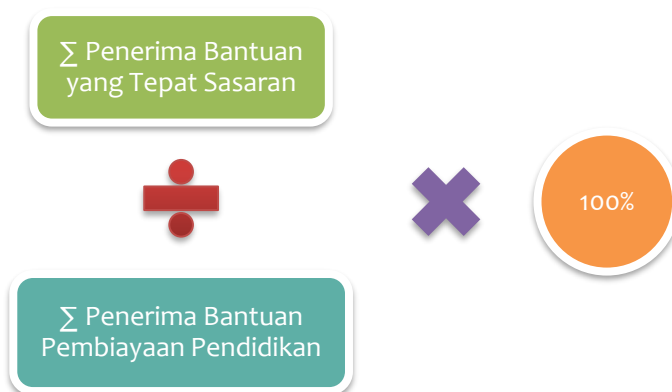 ∑ Penerima Bantuan
yang Tepat Sasaran
100%
∑ Penerima Bantuan
Pembiayaan Pendidikan